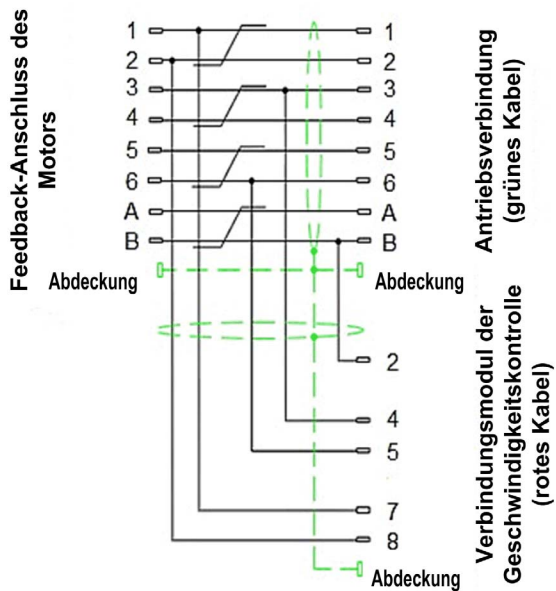 Feedback-Anschluss des
Motors
1
2
3
4
5
6
A
B
Abdeckung
1
2
3
4
5
6
A
B
Abdeckung
Antriebsverbindung
(grünes Kabel)
2
4
5
7
8
Abdeckung
Verbindungsmodul der
Geschwindigkeitskontrolle
(rotes Kabel)